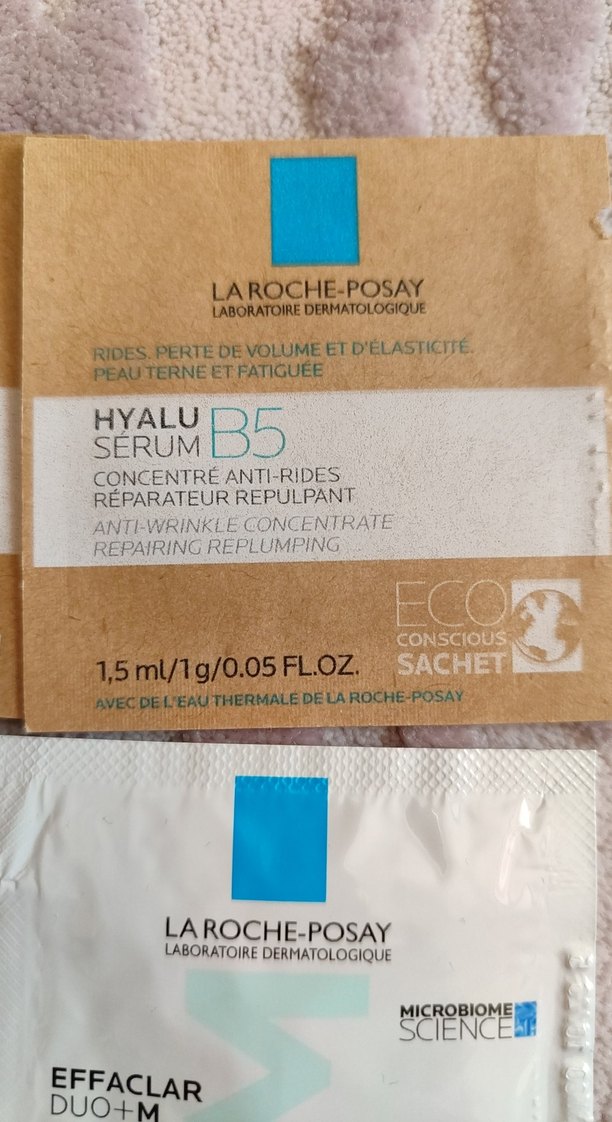 LA ROCHE-POSAY
LABORATOIRE DERMATOLOGIQUE
RIDES. PERTE DE VOLUME ET D'ÉLASTICITÉ.
PEAU TERNE ET FATIGUÉE
HYALU B5
SÉRUM
CONCENTRÉ ANTI-RIDES
RÉPARATEUR REPULPANT
ANTI-WRINKLE CONCENTRATE
REPAIRING REPLUMPING
ECO
CONSCIOUS
SACHET
1,5 ml/1g/0.05 FL.OZ.
AVEC DE L'EAU THERMALE DE LA ROCHE-POSAY
LA ROCHE-POSAY
LABORATOIRE DERMATOLOGIQUE
M
MICROBIOME
SCIENCE
EFFACLAR
DUO+M